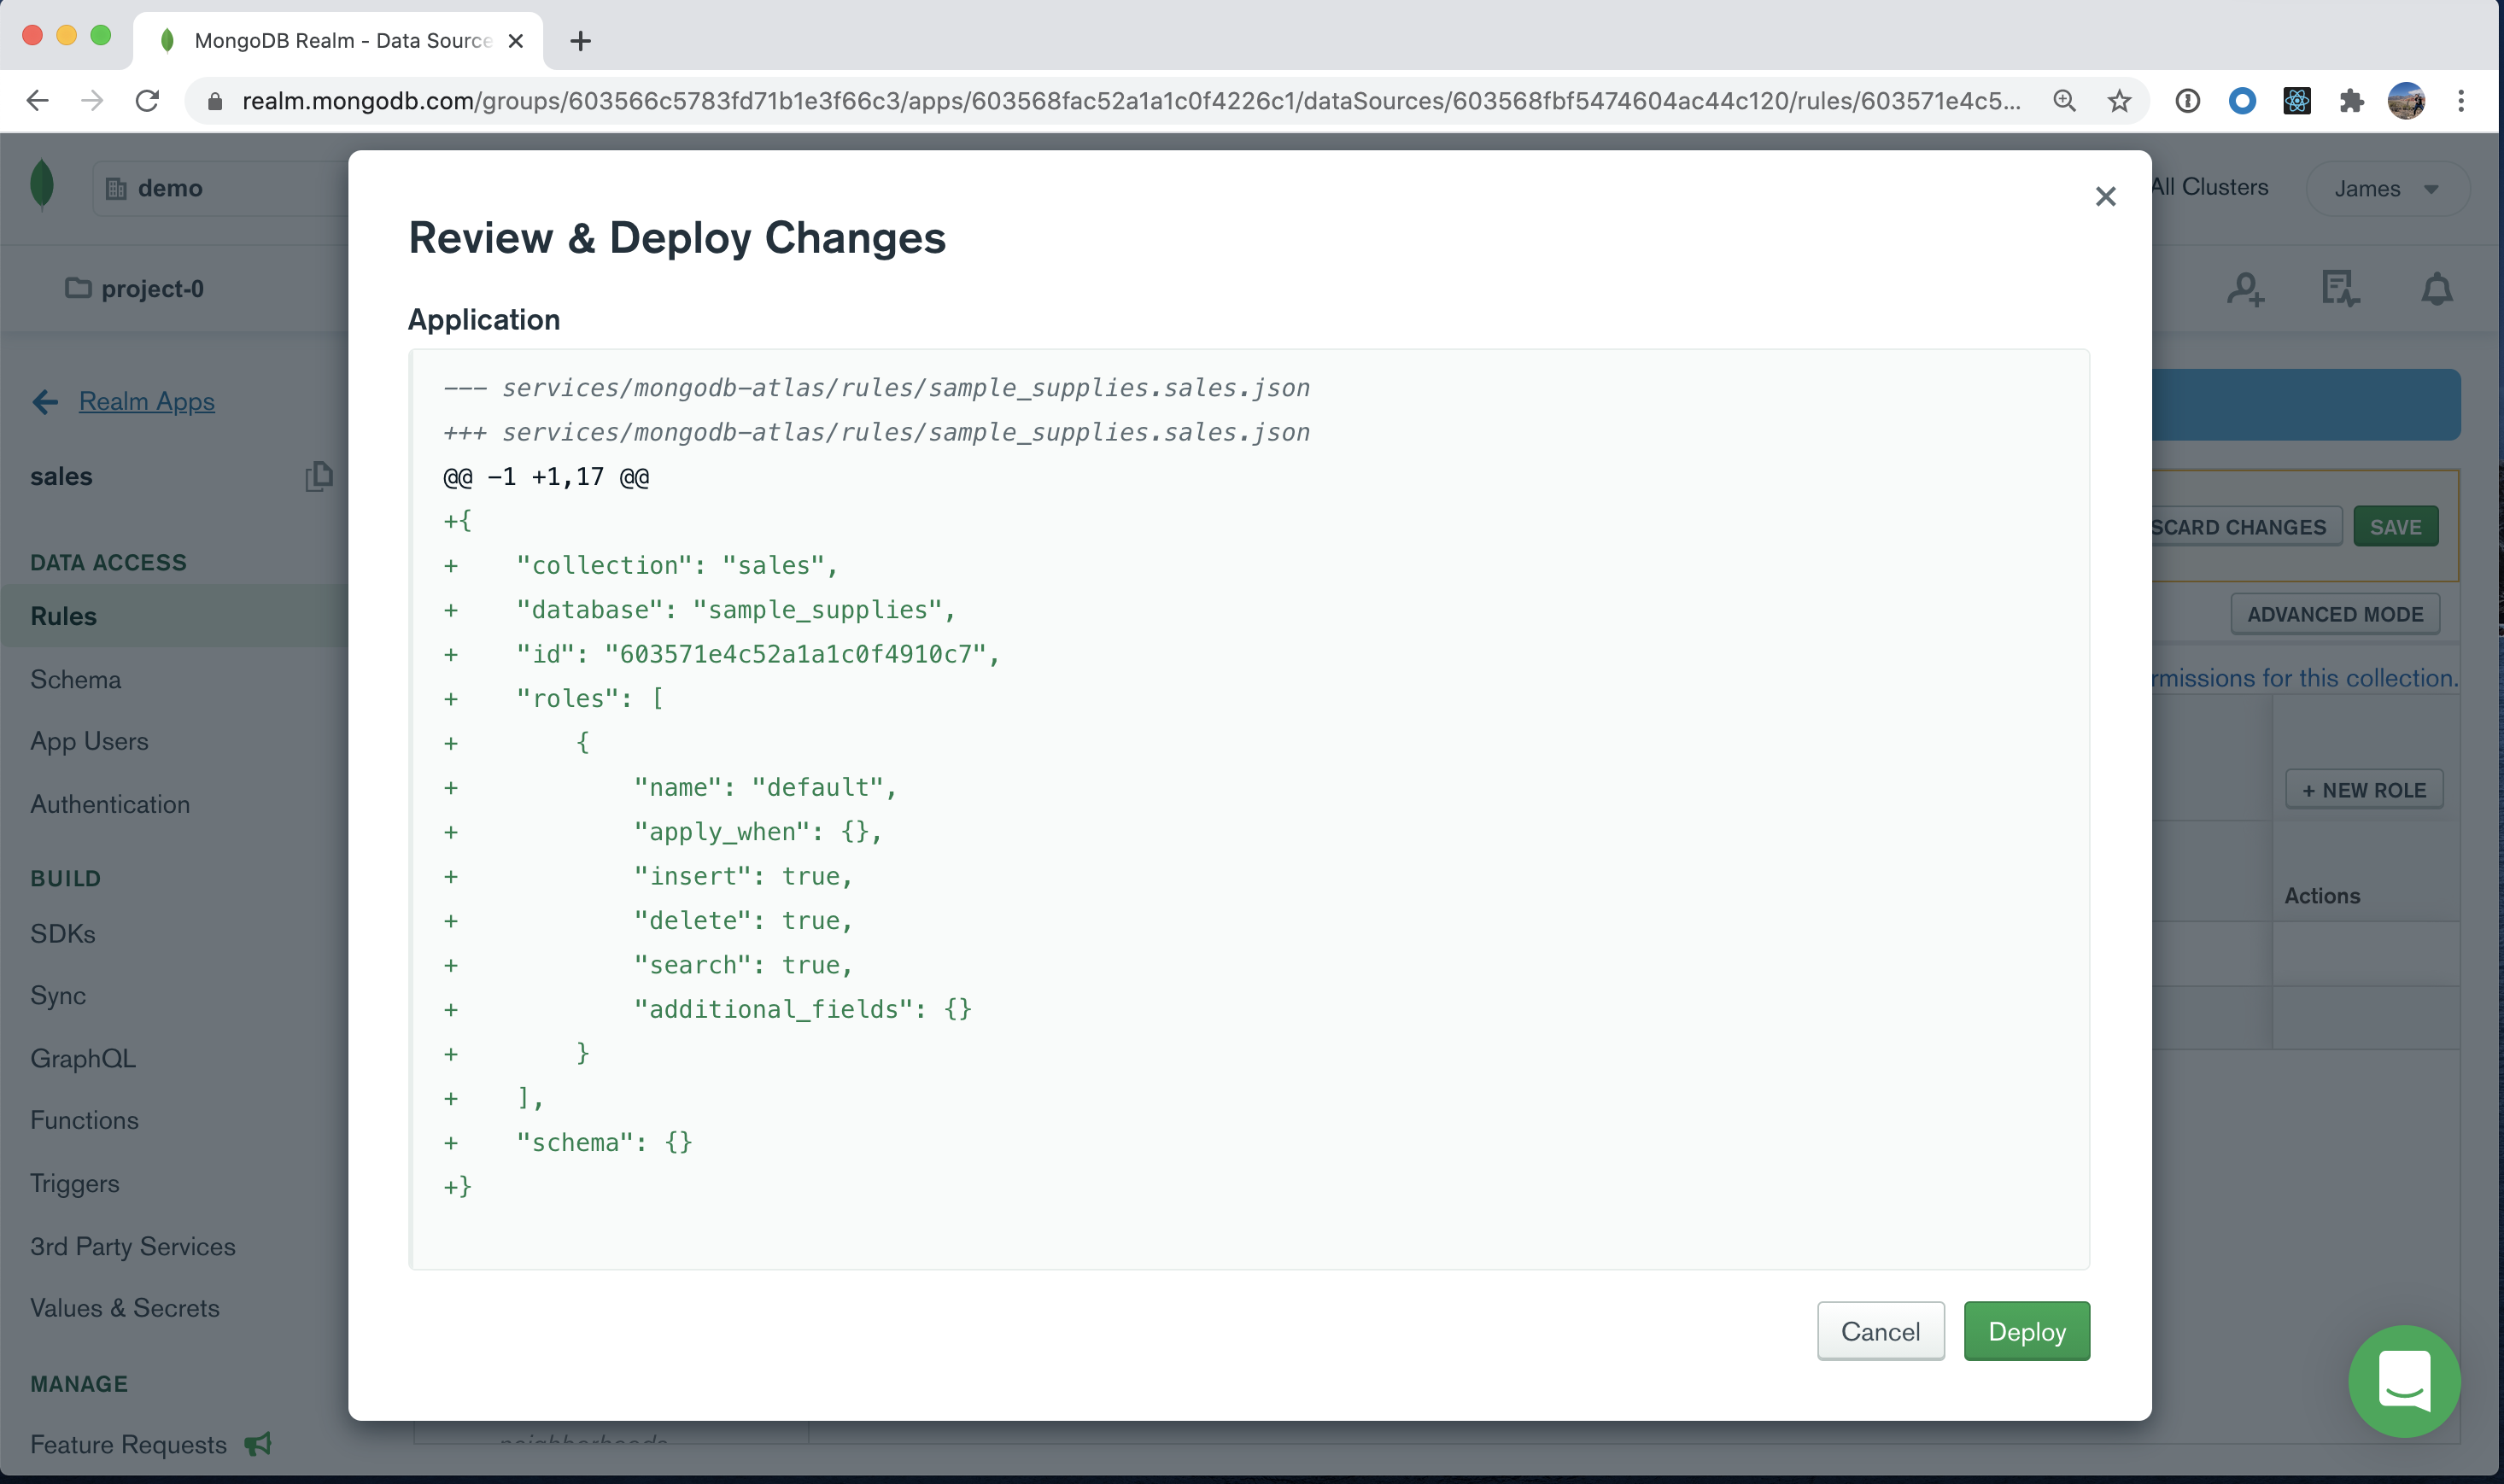 MongoDB Realm - Data Source
realm.mongodb.com/groups/603566c5783fd71b1e3f66c3/apps/603568fac52a1a1c0f4226c1/dataSources/603568fbf5474604ac44c120/rules/603571e4c5...
demo
All Clusters
James
project-0
Realm Apps
sales
DATA ACCESS
Rules
Schema
App Users
Authentication
BUILD
SDKs
Sync
GraphQL
Functions
Triggers
3rd Party Services
Values & Secrets
MANAGE
Feature Requests
Review & Deploy Changes
Application
--- services/mongodb-atlas/rules/sample_supplies.sales.json
+++ services/mongodb-atlas/rules/sample_supplies.sales.json
@@ -1 +1,17 @@
+{
+    "collection": "sales",
+    "database": "sample_supplies",
+    "id": "603571e4c52a1a1c0f4910c7",
+    "roles": [
+        {
+            "name": "default",
+            "apply_when": {},
+            "insert": true,
+            "delete": true,
+            "search": true,
+            "additional_fields": {}
+        }
+    ],
+    "schema": {}
+}
Cancel
Deploy
SCARD CHANGES
SAVE
ADVANCED MODE
rmissions for this collection.
+ NEW ROLE
Actions